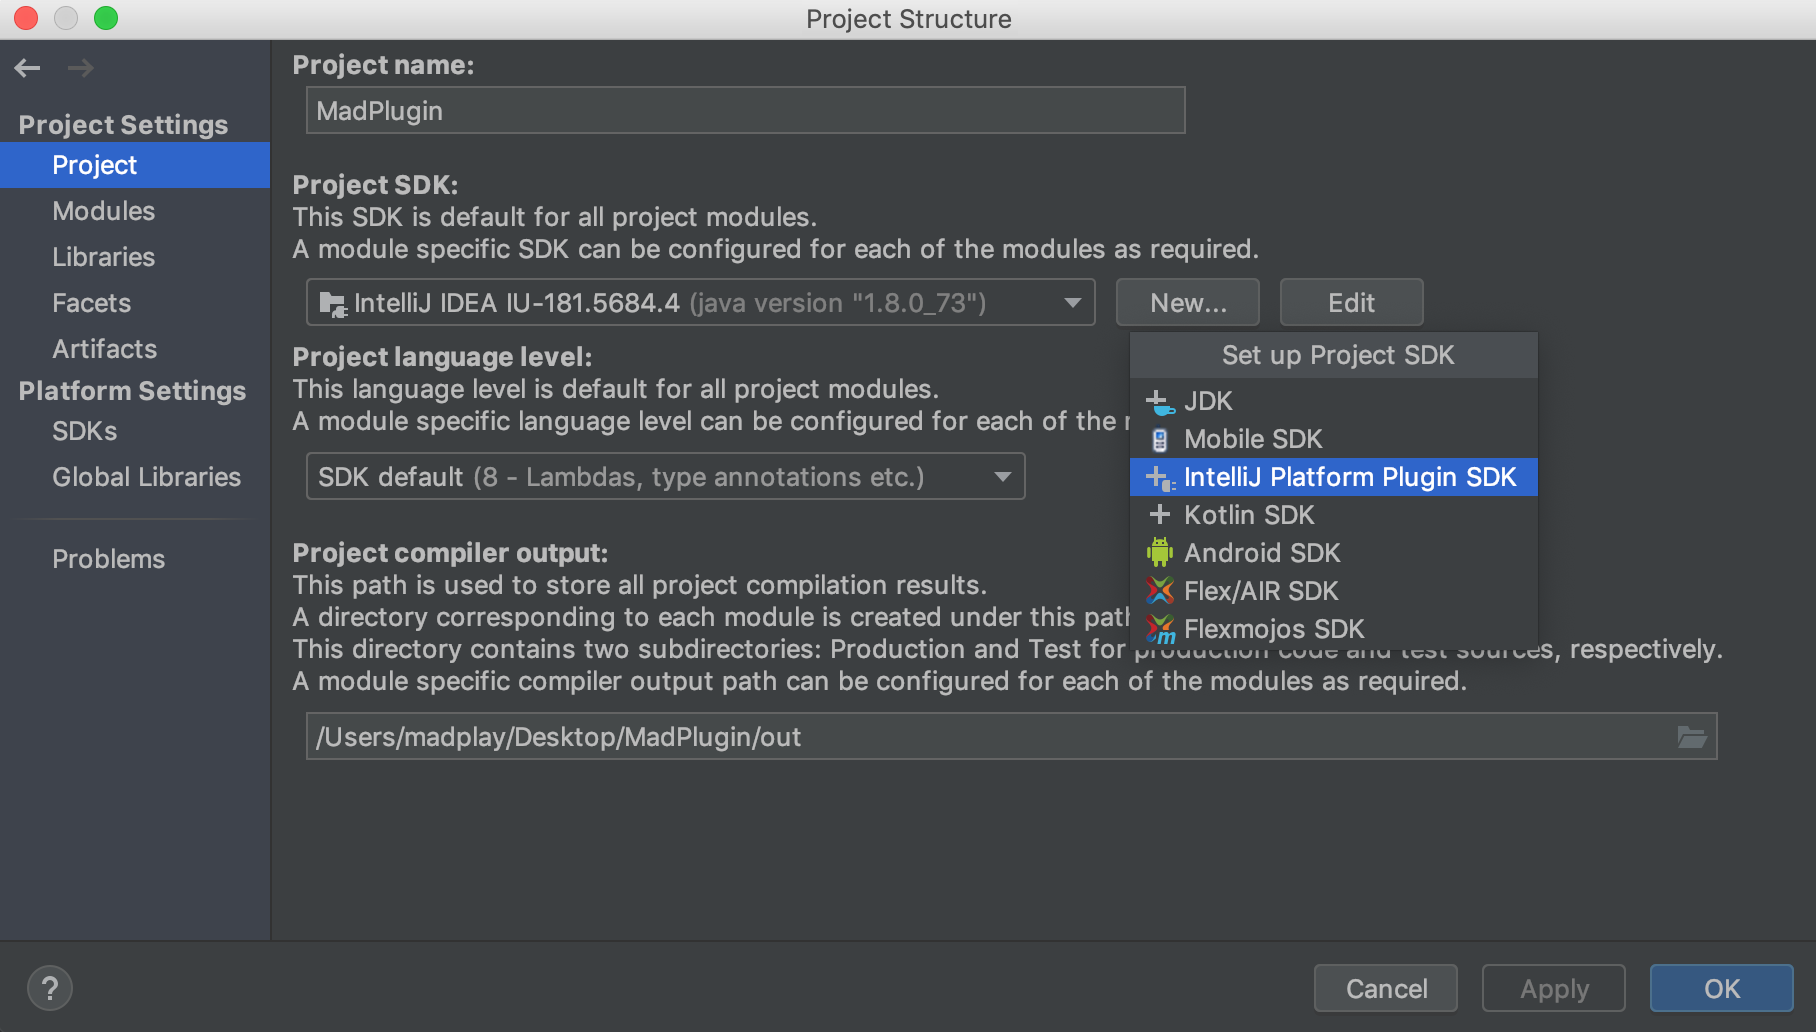 Project Structure
Project Settings
Project
Modules
Libraries
Facets
Artifacts
Platform Settings
SDKs
Global Libraries
Problems
Project name:
MadPlugin
Project SDK:
This SDK is default for all project modules.
A module specific SDK can be configured for each of the modules as required.
IntelliJ IDEA IU-181.5684.4 (java version "1.8.0_73")
New...
Edit
Project language level:
This language level is default for all project modules.
A module specific language level can be configured for each of the
SDK default (8 - Lambdas, type annotations etc.)
Set up Project SDK
JDK
Mobile SDK
IntelliJ Platform Plugin SDK
Kotlin SDK
Android SDK
Flex/AIR SDK
Flexmojos SDK
Project compiler output:
This path is used to store all project compilation results.
A directory corresponding to each module is created under this path
This directory contains two subdirectories: Production and Test for production code and test sources, respectively.
A module specific compiler output path can be configured for each of the modules as required.
/Users/madplay/Desktop/MadPlugin/out
?
Cancel
Apply
OK